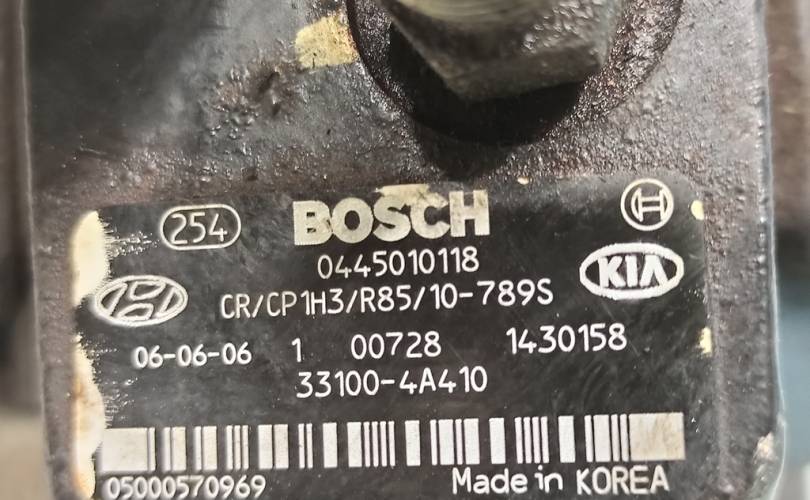 254 BOSCH
0445010118
CR/CP1H3/R85/10-789S KIA
06-06-06 1 00728 1430158
33100-4A410
05000570969 Made in KOREA